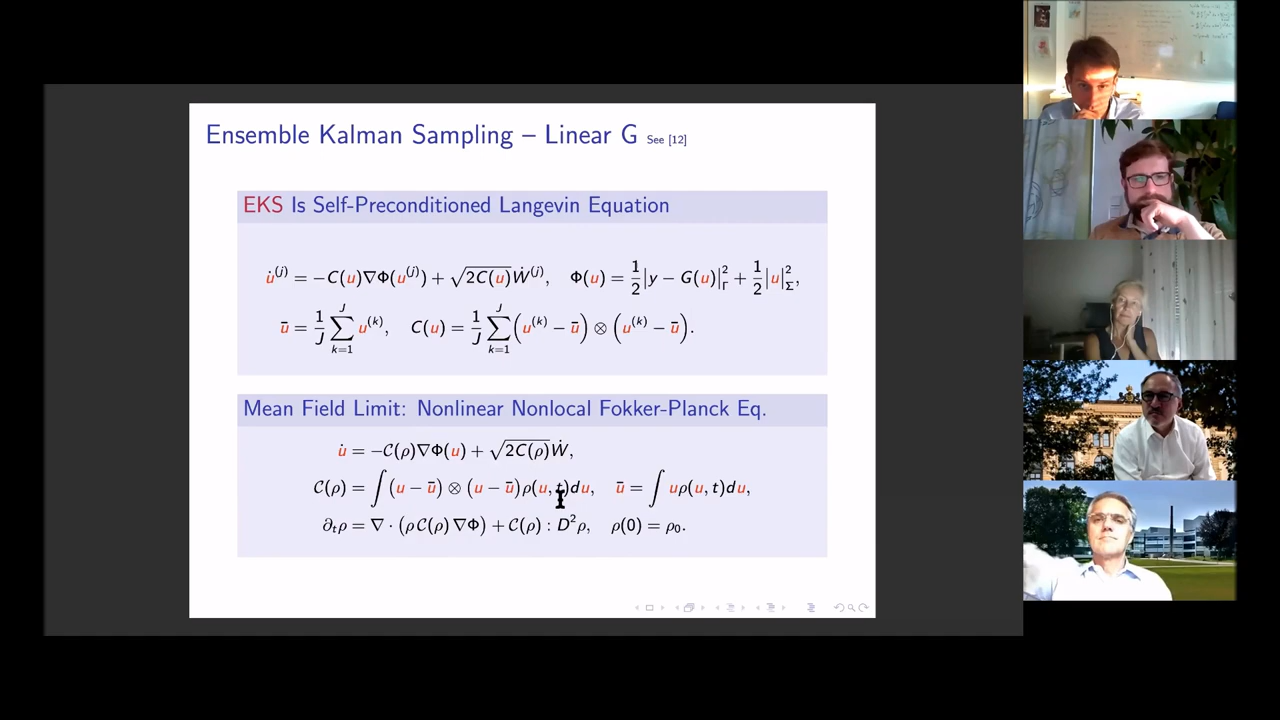 Ensemble Kalman Sampling – Linear G See [12]
EKS Is Self-Preconditioned Langevin Equation
u̇^(j) = −C(u)∇Φ(u^(j)) + √2C(u) Ẇ^(j), Φ(u) = 1/2|y − G(u)|²_Γ + 1/2|u|²_Σ,
ū = 1/J ∑_{k=1}^{J} u^(k), C(u) = 1/J ∑_{k=1}^{J} (u^(k) − ū) ⊗ (u^(k) − ū).
Mean Field Limit: Nonlinear Nonlocal Fokker-Planck Eq.
u̇ = −𝒞(ρ)∇Φ(u) + √2C(ρ) Ẇ,
𝒞(ρ) = ∫(u − ū) ⊗ (u − ū)ρ(u, t)du, ū = ∫uρ(u, t)du,
∂_tρ = ∇ · (ρ 𝒞(ρ) ∇Φ) + 𝒞(ρ) : D²ρ, ρ(0) = ρ₀.